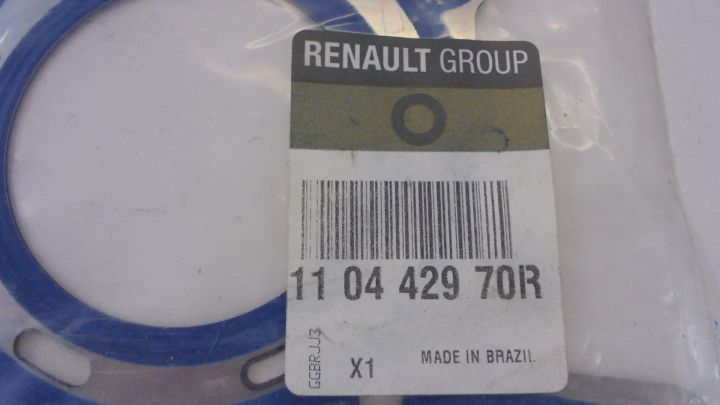 RENAULT GROUP
11 04 429 70R
GGBRJJ3
X1
MADE IN BRAZIL